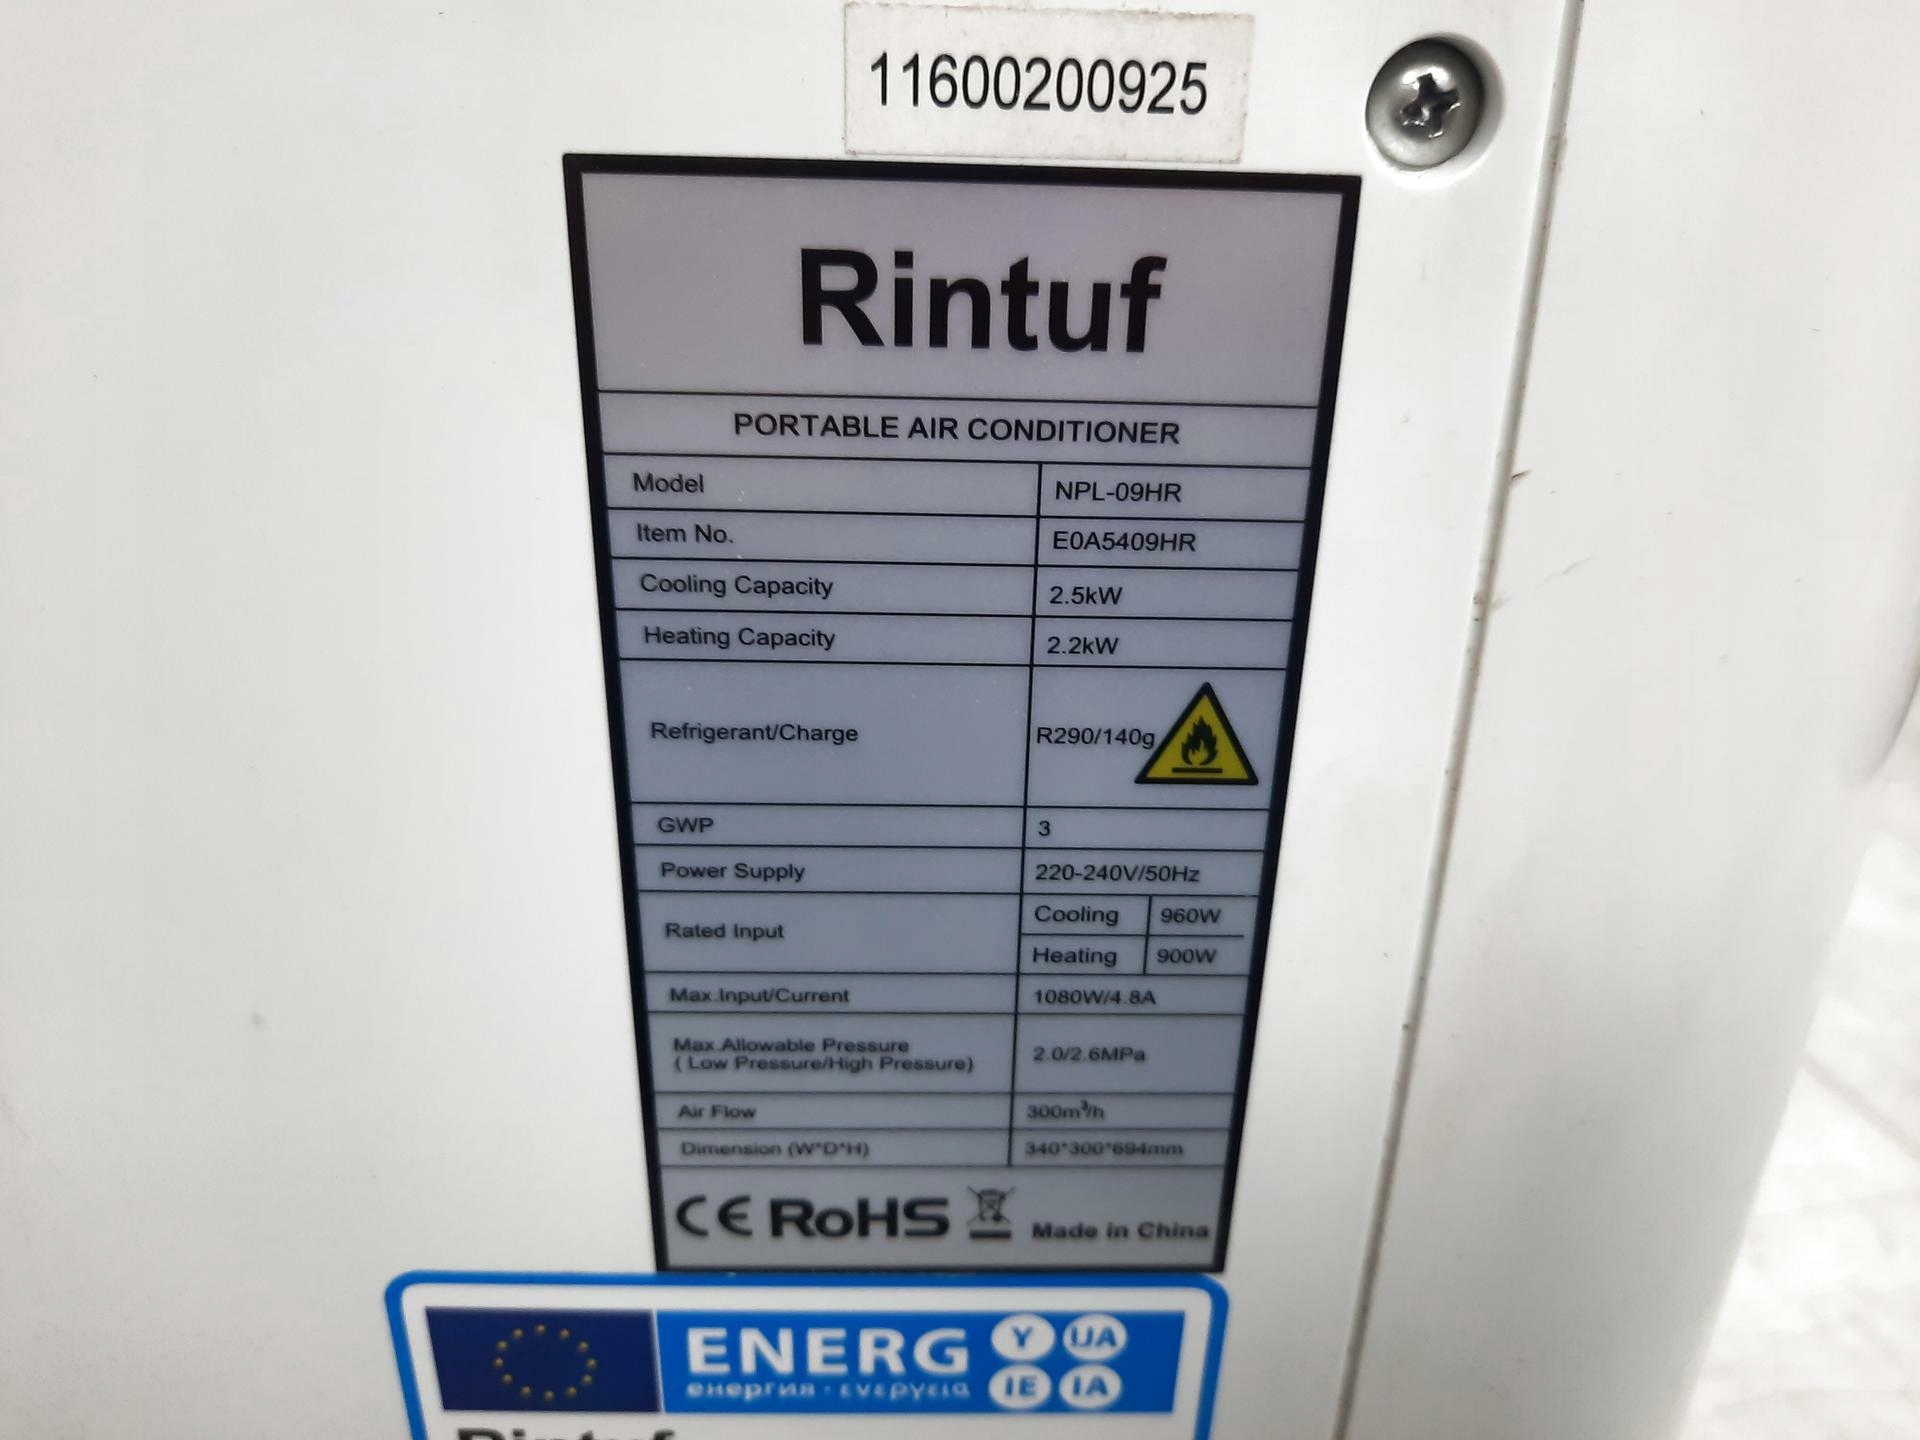 11600200925
Rintuf
PORTABLE AIR CONDITIONER
Model NPL-09HR
Item No. E0A5409HR
Cooling Capacity 2.5kW
Heating Capacity 2.2kW
Refrigerant/Charge R290/140g
GWP 3
Power Supply 220-240V/50Hz
Rated Input Cooling 960W
Heating 900W
Max.Input/Current 1080W/4.8A
Max.Allowable Pressure
( Low Pressure/High Pressure) 2.0/2.6MPa
Air Flow 300m³/h
Dimension (W*D*H) 340*300*694mm
CE RoHS Made in China
ENERG Y UA
енергия · ενεργεια IE IA
Rintuf